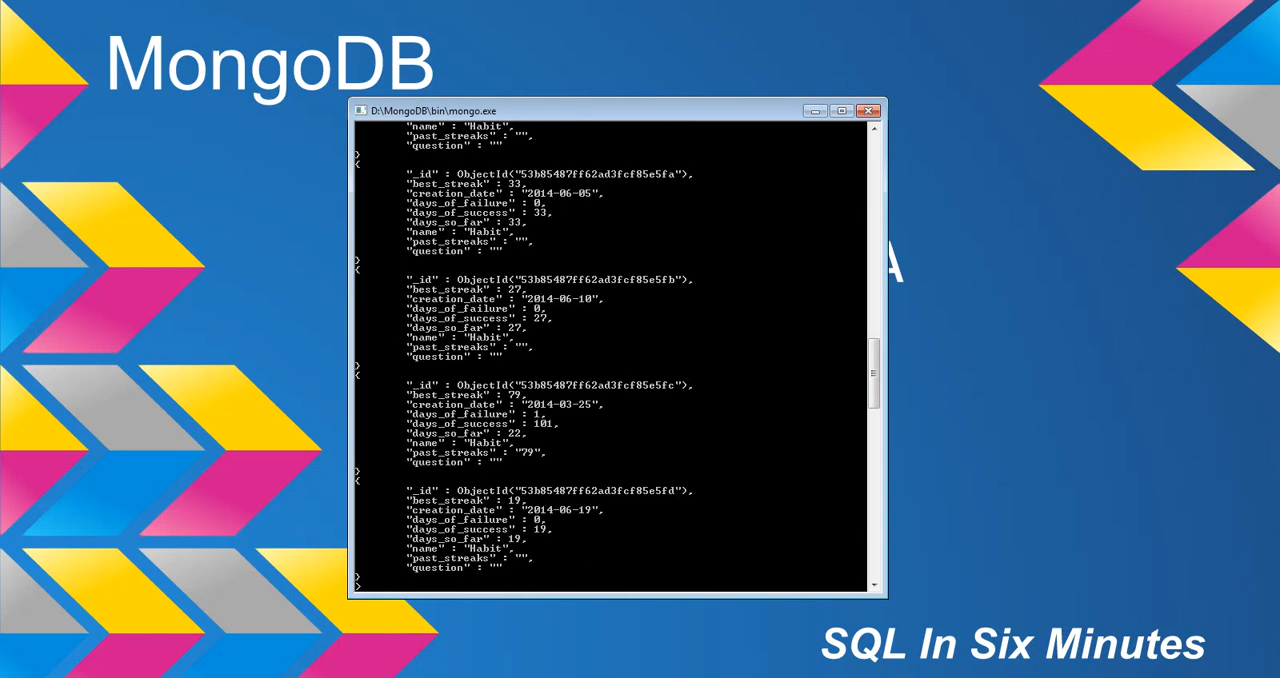 MongoDB
D:\MongoDB\bin\mongo.exe
"name" : "Habit",
"past_streaks" : "",
"question" : ""
}
{
"_id" : ObjectId("53b85487ff62ad3fcf85e5fa"),
"best_streak" : 33,
"creation_date" : "2014-06-05",
"days_of_failure" : 0,
"days_of_success" : 33,
"days_so_far" : 33,
"name" : "Habit",
"past_streaks" : "",
"question" : ""
}
{
"_id" : ObjectId("53b85487ff62ad3fcf85e5fb"),
"best_streak" : 27,
"creation_date" : "2014-06-10",
"days_of_failure" : 0,
"days_of_success" : 27,
"days_so_far" : 27,
"name" : "Habit",
"past_streaks" : "",
"question" : ""
}
{
"_id" : ObjectId("53b85487ff62ad3fcf85e5fc"),
"best_streak" : 79,
"creation_date" : "2014-03-25",
"days_of_failure" : 1,
"days_of_success" : 101,
"days_so_far" : 22,
"name" : "Habit",
"past_streaks" : "79",
"question" : ""
}
{
"_id" : ObjectId("53b85487ff62ad3fcf85e5fd"),
"best_streak" : 19,
"creation_date" : "2014-06-19",
"days_of_failure" : 0,
"days_of_success" : 19,
"days_so_far" : 19,
"name" : "Habit",
"past_streaks" : "",
"question" : ""
}
>
A
SQL In Six Minutes